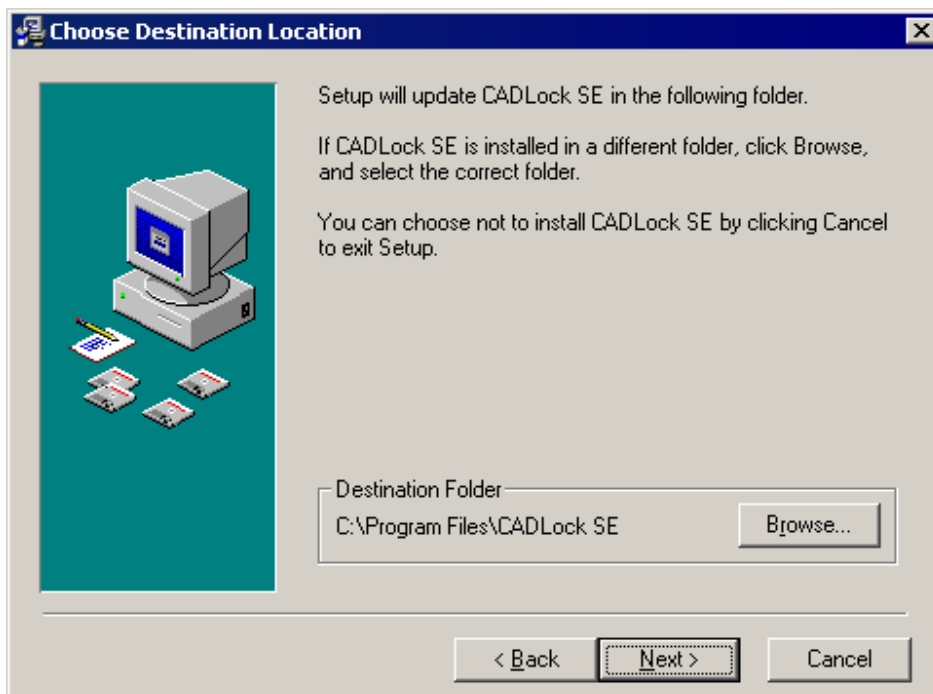 Choose Destination Location
Setup will update CADLock SE in the following folder.
If CADLock SE is installed in a different folder, click Browse,
and select the correct folder.
You can choose not to install CADLock SE by clicking Cancel
to exit Setup.
Destination Folder
C:\Program Files\CADLock SE
Browse...
< Back
Next >
Cancel